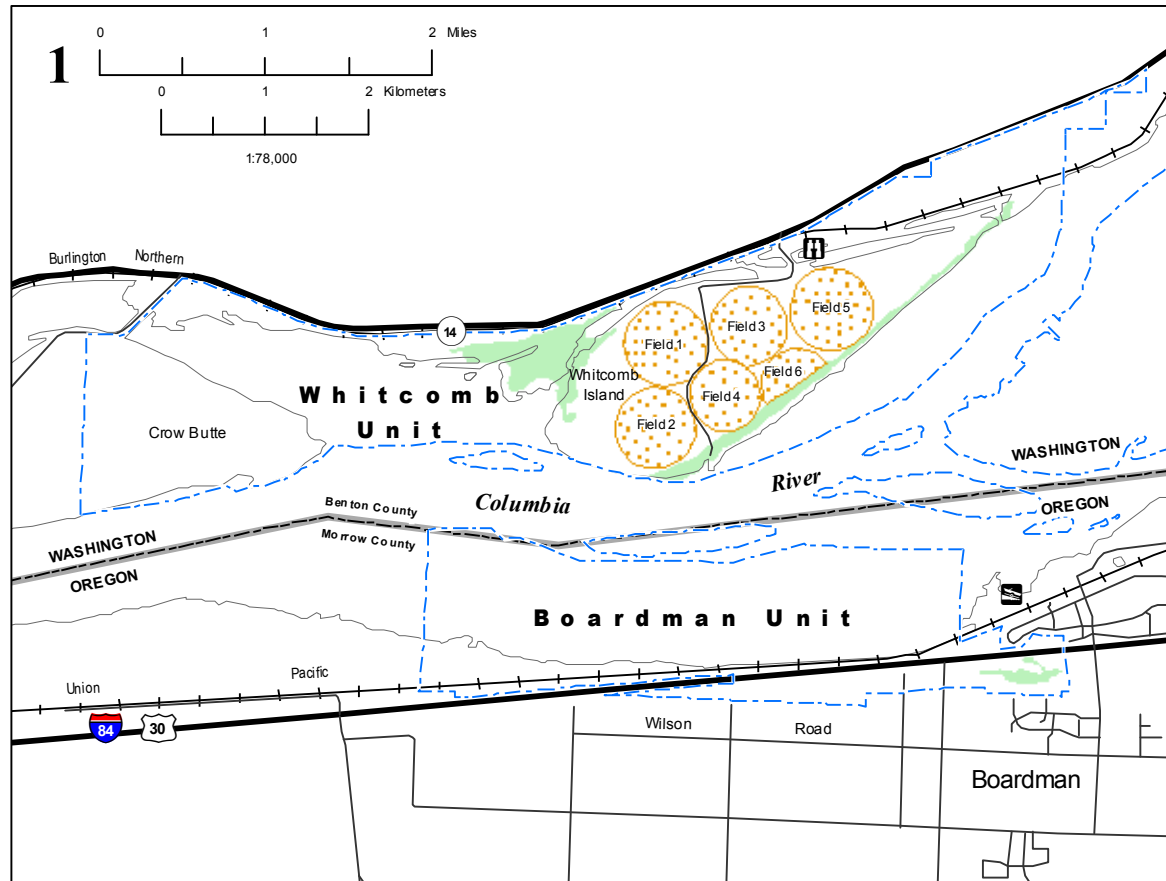 1
0 1 2 Miles
0 1 2 Kilometers
1:78,000
Burlington Northern
14
Field 5
Field 3
Field 1
Field 6
Whitcomb
Island
Field 4
Field 2
Whitcomb
Unit
Crow Butte
Columbia River
WASHINGTON
OREGON
Benton County
Morrow County
WASHINGTON
OREGON
Boardman Unit
Union Pacific
84
30
Wilson Road
Boardman